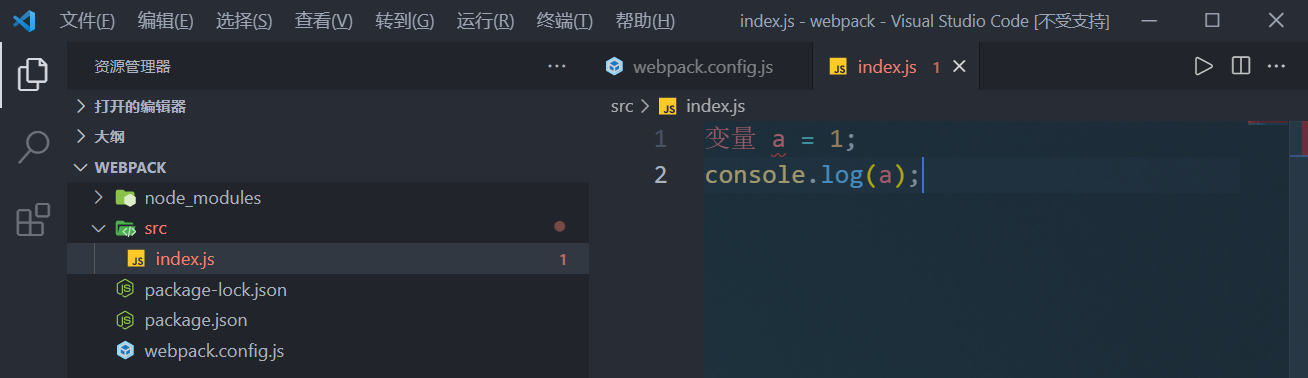 文件(F) 编辑(E) 选择(S) 查看(V) 转到(G) 运行(R) 终端(T) 帮助(H) index.js - webpack - Visual Studio Code [不受支持]
资源管理器 ···
webpack.config.js
JS index.js 1
打开的编辑器
大纲
WEBPACK
node_modules
src
JS index.js 1
package-lock.json
package.json
webpack.config.js
src > JS index.js
1 变量 a = 1;
2 console.log(a);